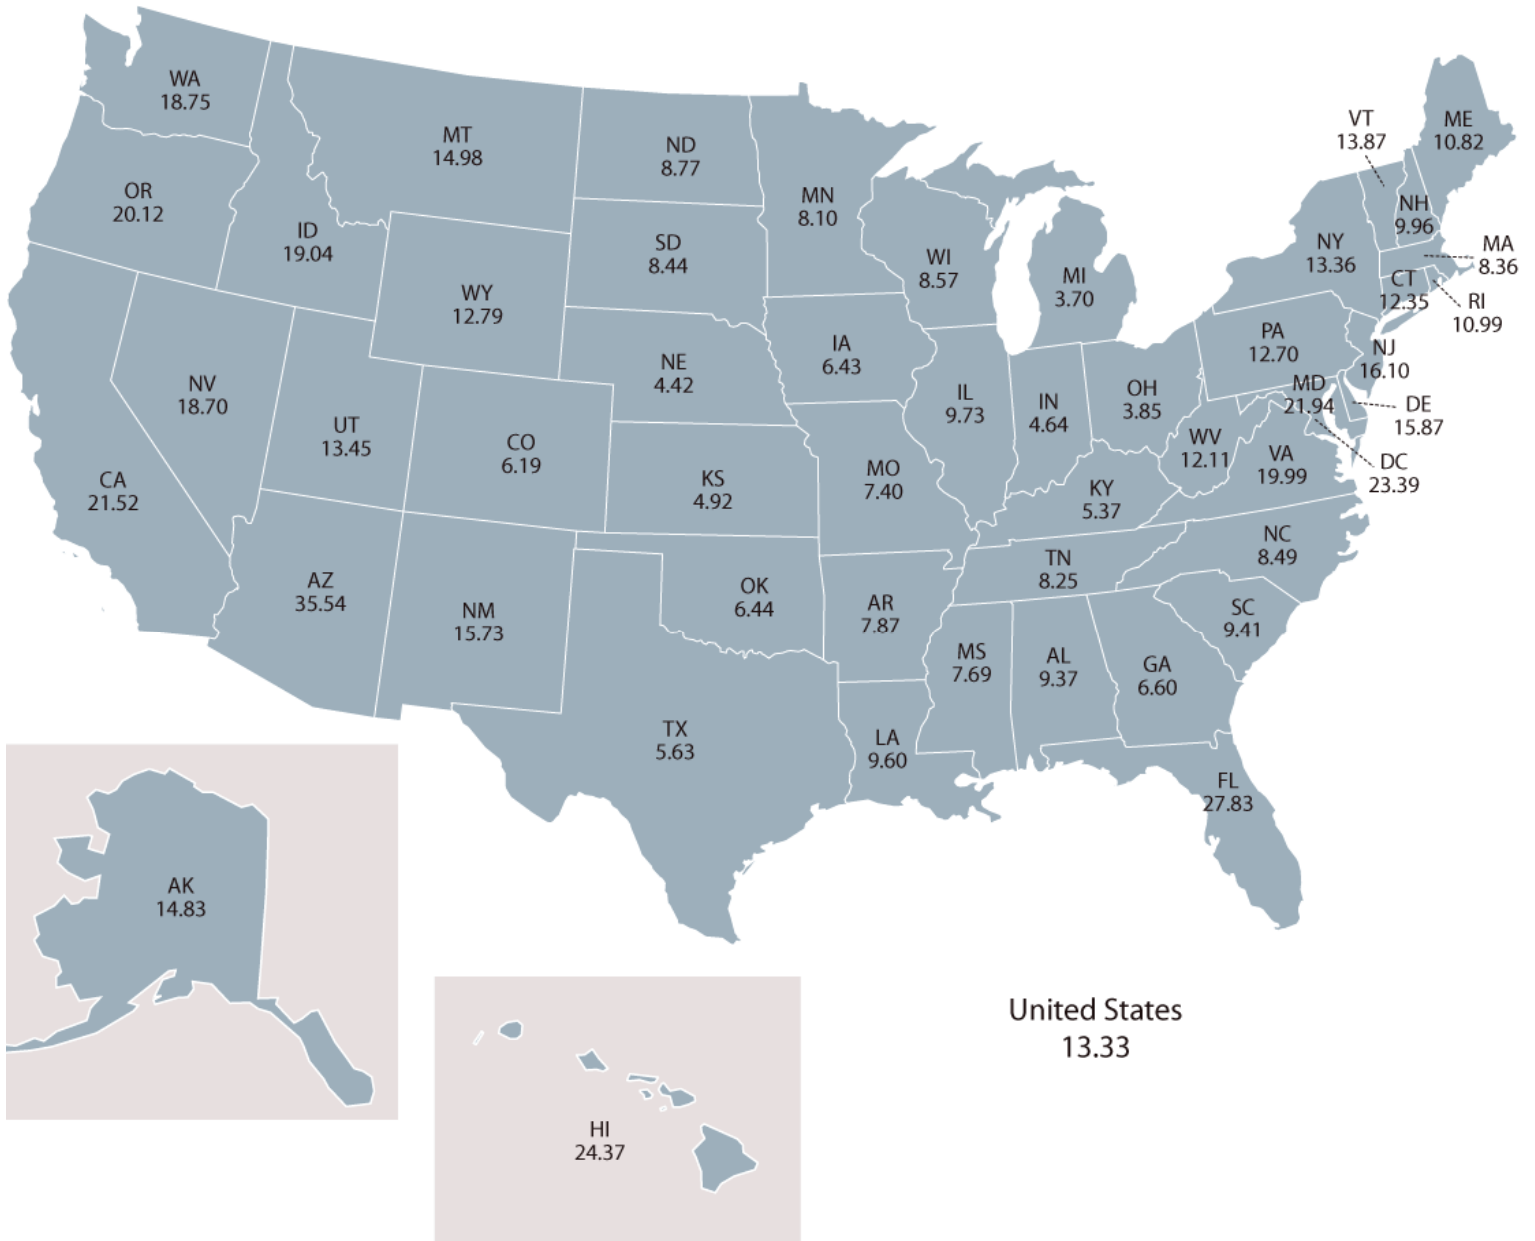 WA
18.75
OR
20.12
CA
21.52
NV
18.70
ID
19.04
MT
14.98
WY
12.79
UT
13.45
AZ
35.54
CO
6.19
NM
15.73
ND
8.77
SD
8.44
NE
4.42
KS
4.92
OK
6.44
TX
5.63
MN
8.10
IA
6.43
MO
7.40
AR
7.87
LA
9.60
WI
8.57
IL
9.73
MI
3.70
IN
4.64
OH
3.85
KY
5.37
TN
8.25
MS
7.69
AL
9.37
GA
6.60
FL
27.83
SC
9.41
NC
8.49
VA
19.99
WV
12.11
PA
12.70
NY
13.36
VT
13.87
NH
9.96
ME
10.82
MA
8.36
CT
12.35
RI
10.99
NJ
16.10
MD
21.94
DE
15.87
DC
23.39
AK
14.83
HI
24.37
United States
13.33